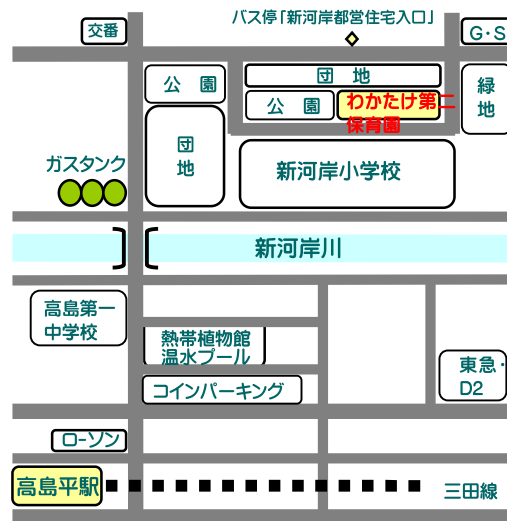 バス停「新河岸都営住宅入口」
交番
G・S
団 地
公 園
緑
地
公 園
わかたけ第二
保育園
団
地
ガスタンク
新河岸小学校
新河岸川
高島第一
中学校
熱帯植物館
温水プール
東急・
D2
コインパーキング
ローソン
高島平駅
三田線